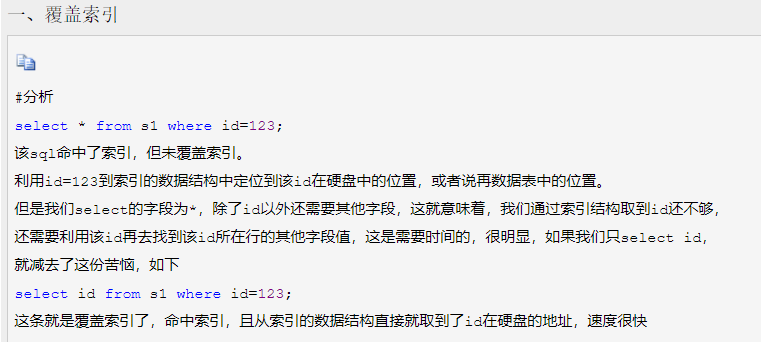 一、覆盖索引
#分析
select * from s1 where id=123;
该sql命中了索引，但未覆盖索引。
利用id=123到索引的数据结构中定位到该id在硬盘中的位置，或者说再数据表中的位置。
但是我们select的字段为*，除了id以外还需要其他字段，这就意味着，我们通过索引结构取到id还不够，
还需要利用该id再去找到该id所在行的其他字段值，这是需要时间的，很明显，如果我们只select id，
就减去了这份苦恼，如下
select id from s1 where id=123;
这条就是覆盖索引了，命中索引，且从索引的数据结构直接就取到了id在硬盘的地址，速度很快